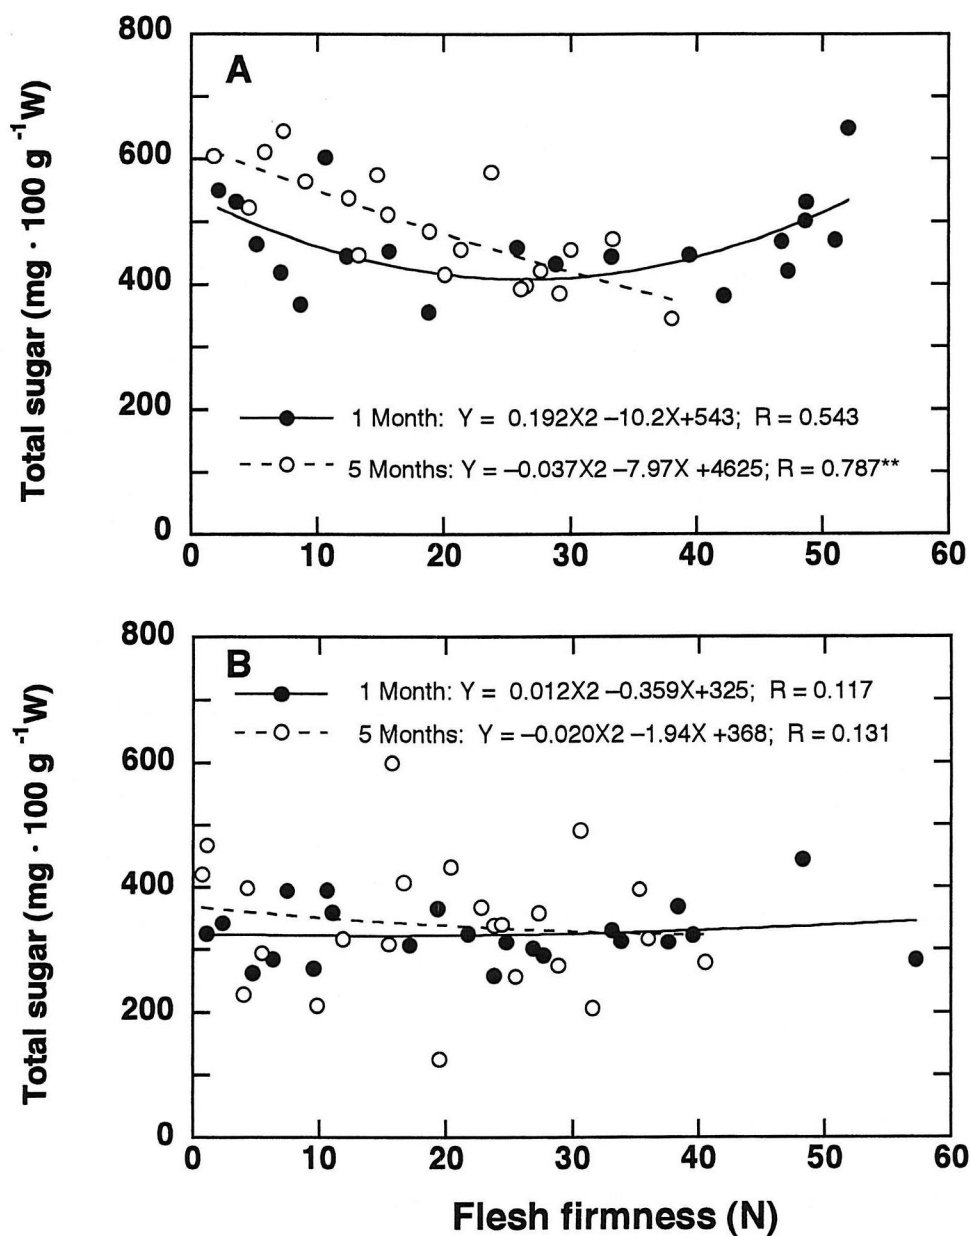 A
Total sugar (mg · 100 g -1W)
800
600
400
200
0
1 Month: Y = 0.192X2 –10.2X+543; R = 0.543
5 Months: Y = –0.037X2 –7.97X +4625; R = 0.787**
0 10 20 30 40 50 60
B
Total sugar (mg · 100 g -1W)
800
600
400
200
0
1 Month: Y = 0.012X2 –0.359X+325; R = 0.117
5 Months: Y = –0.020X2 –1.94X +368; R = 0.131
0 10 20 30 40 50 60
Flesh firmness (N)